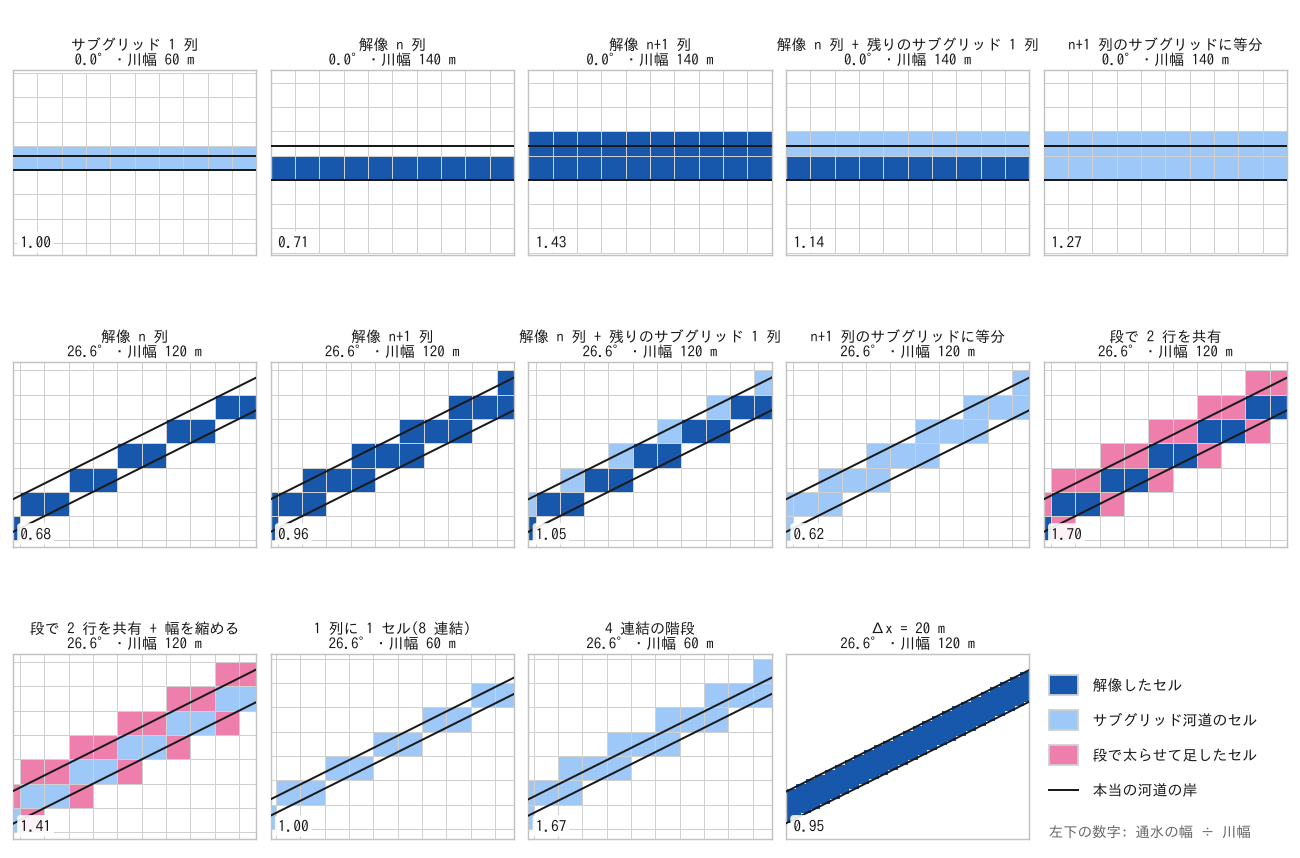 サブグリッド 1 列
0.0°・川幅 60 m
1.00
解像 n 列
0.0°・川幅 140 m
0.71
解像 n+1 列
0.0°・川幅 140 m
1.43
解像 n 列 + 残りのサブグリッド 1 列
0.0°・川幅 140 m
1.14
n+1 列のサブグリッドに等分
0.0°・川幅 140 m
1.27
解像 n 列
26.6°・川幅 120 m
0.68
解像 n+1 列
26.6°・川幅 120 m
0.96
解像 n 列 + 残りのサブグリッド 1 列
26.6°・川幅 120 m
1.05
n+1 列のサブグリッドに等分
26.6°・川幅 120 m
0.62
段で 2 行を共有
26.6°・川幅 120 m
1.70
段で 2 行を共有 + 幅を縮める
26.6°・川幅 120 m
1.41
1 列に 1 セル(8 連結)
26.6°・川幅 60 m
1.00
4 連結の階段
26.6°・川幅 60 m
1.67
Δx = 20 m
26.6°・川幅 120 m
0.95
解像したセル
サブグリッド河道のセル
段で太らせて足したセル
本当の河道の岸
左下の数字: 通水の幅 ÷ 川幅